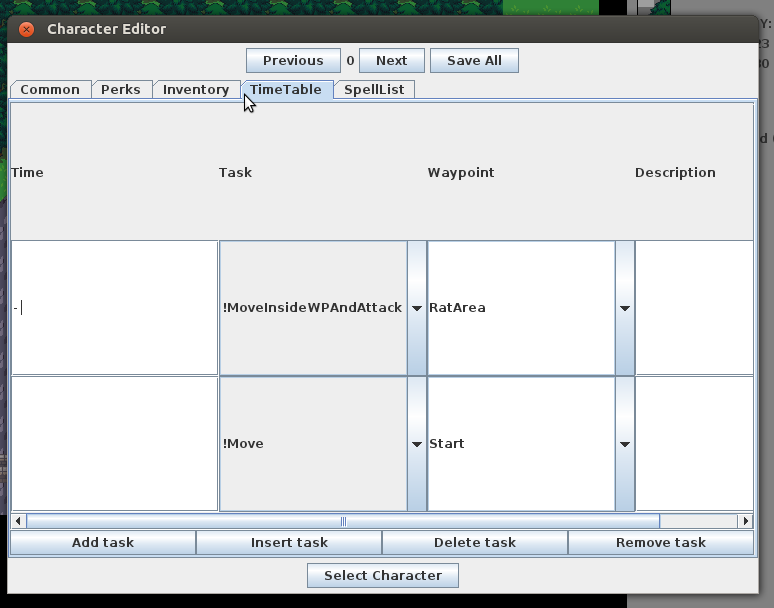 Character Editor
Y:
Previous 0 Next Save All
Common Perks Inventory TimeTable SpellList
Time Task Waypoint Description
- !MoveInsideWPAndAttack RatArea
!Move Start
Add task Insert task Delete task Remove task
Select Character